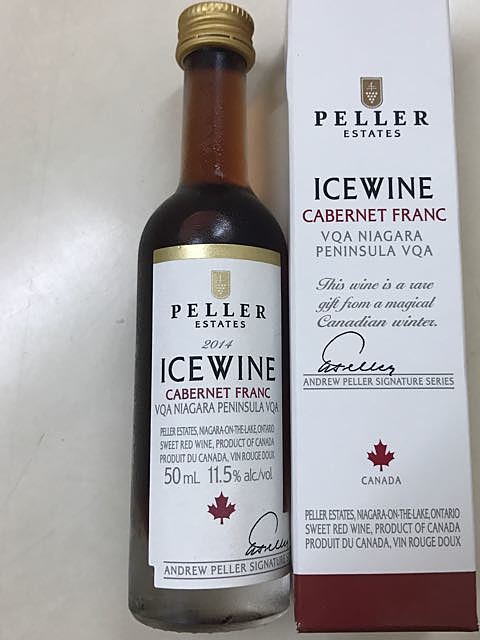 PELLER
ESTATES
2014
ICEWINE
CABERNET FRANC
VQA NIAGARA PENINSULA VQA
PELLER ESTATES, NIAGARA-ON-THE-LAKE, ONTARIO
SWEET RED WINE, PRODUCT OF CANADA
PRODUIT DU CANADA, VIN ROUGE DOUX
50 mL 11.5% alc./vol.
ANDREW PELLER SIGNATURE SERIES
PELLER
ESTATES
ICEWINE
CABERNET FRANC
VQA NIAGARA
PENINSULA VQA
This wine is a rare
gift from a magical
Canadian winter.
ANDREW PELLER SIGNATURE SERIES
CANADA
PELLER ESTATES, NIAGARA-ON-THE-LAKE, ONTARIO
SWEET RED WINE, PRODUCT OF CANADA
PRODUIT DU CANADA, VIN ROUGE DOUX